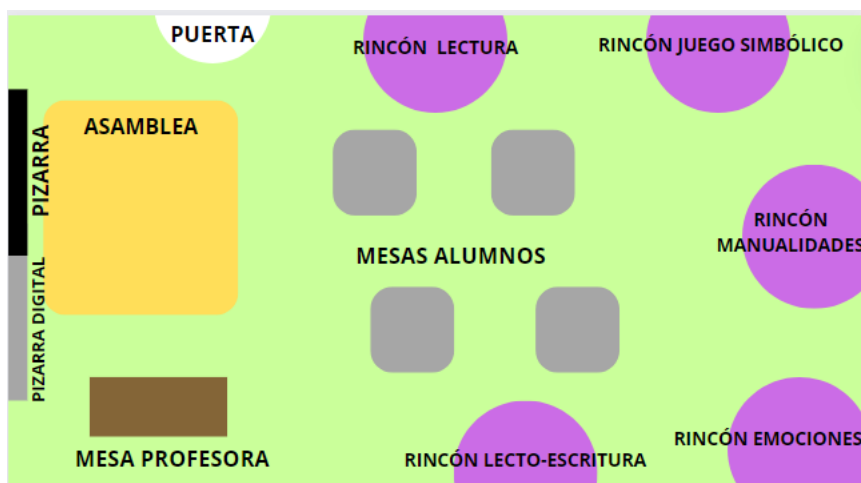 PUERTA
RINCÓN LECTURA
RINCÓN JUEGO SIMBÓLICO
ASAMBLEA
PIZARRA
RINCÓN
MANUALIDADES
MESAS ALUMNOS
PIZARRA DIGITAL
RINCÓN EMOCIONES
MESA PROFESORA
RINCÓN LECTO-ESCRITURA